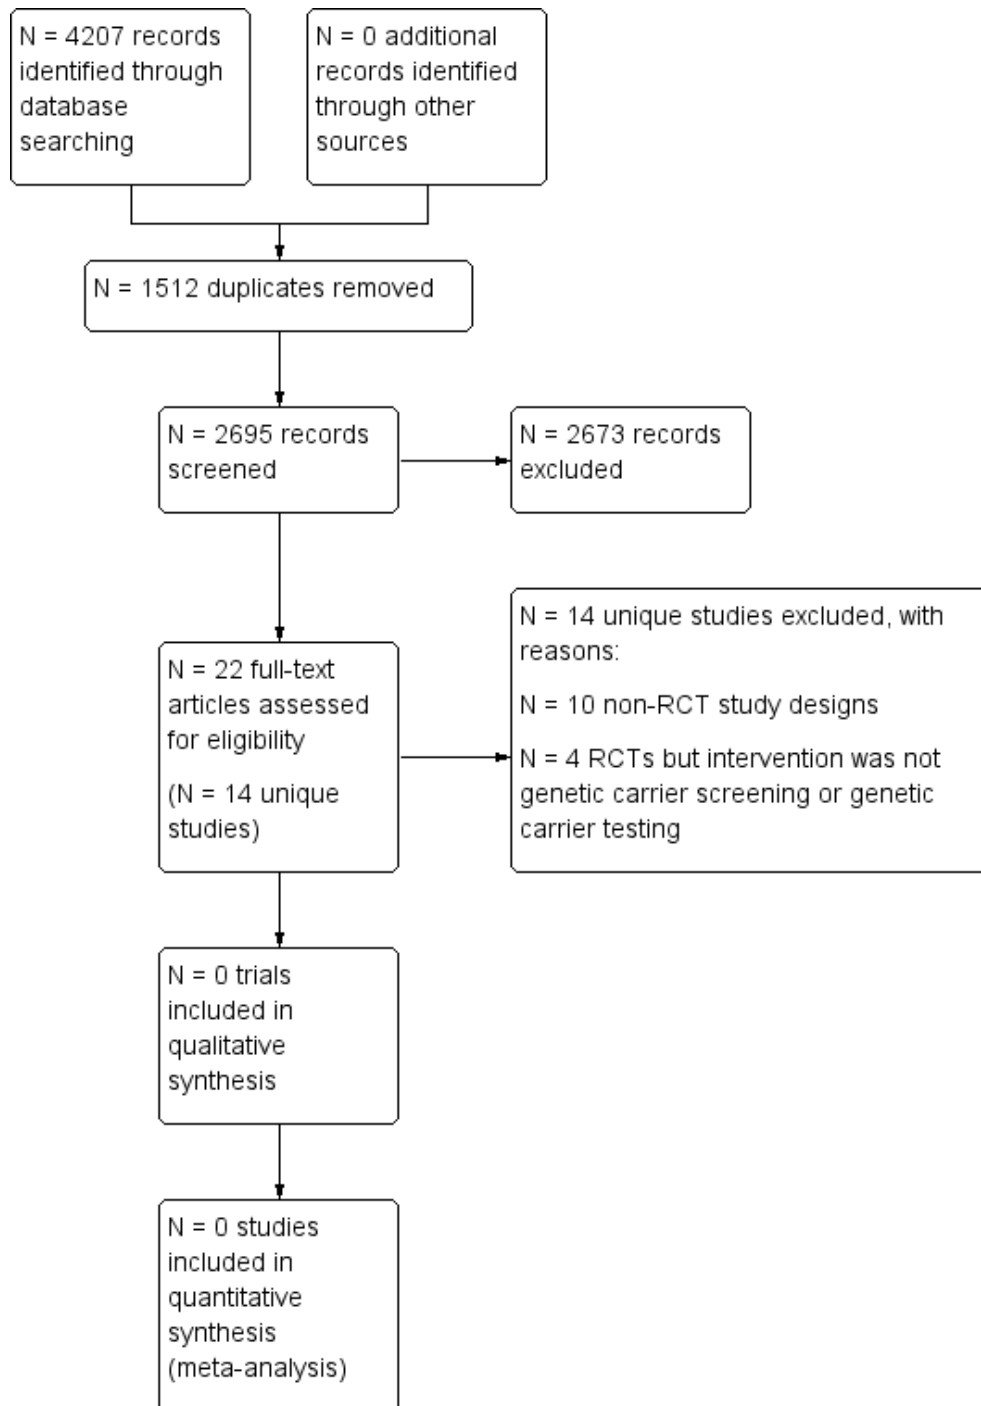 N = 4207 records
identified through
database
searching
N = 0 additional
records identified
through other
sources
N = 1512 duplicates removed
N = 2695 records
screened
N = 2673 records
excluded
N = 22 full-text
articles assessed
for eligibility
(N = 14 unique
studies)
N = 14 unique studies excluded, with
reasons:
N = 10 non-RCT study designs
N = 4 RCTs but intervention was not
genetic carrier screening or genetic
carrier testing
N = 0 trials
included in
qualitative
synthesis
N = 0 studies
included in
quantitative
synthesis
(meta-analysis)